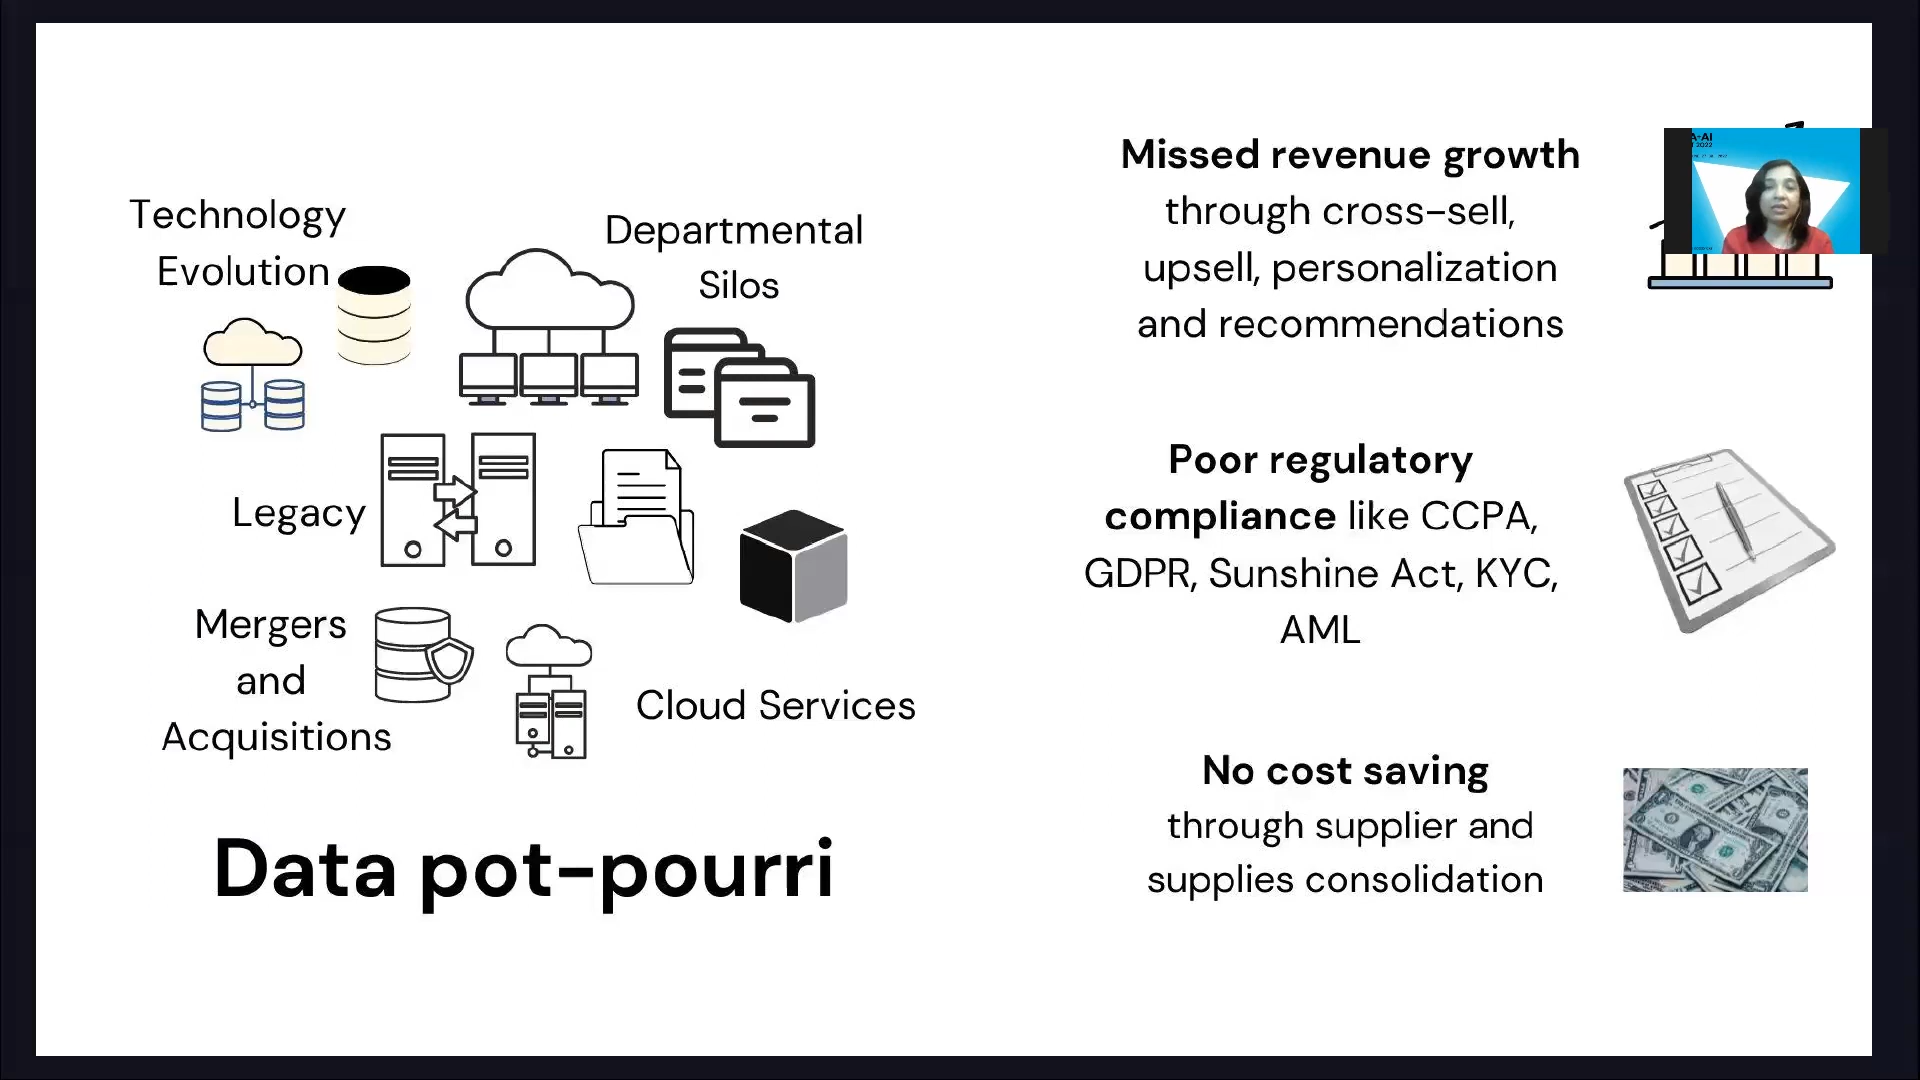 Technology
Evolution
Departmental
Silos
Legacy
Mergers
and
Acquisitions
Cloud Services
Data pot-pourri
Missed revenue growth
through cross-sell,
upsell, personalization
and recommendations
Poor regulatory
compliance like CCPA,
GDPR, Sunshine Act, KYC,
AML
No cost saving
through supplier and
supplies consolidation
A+AI
2022